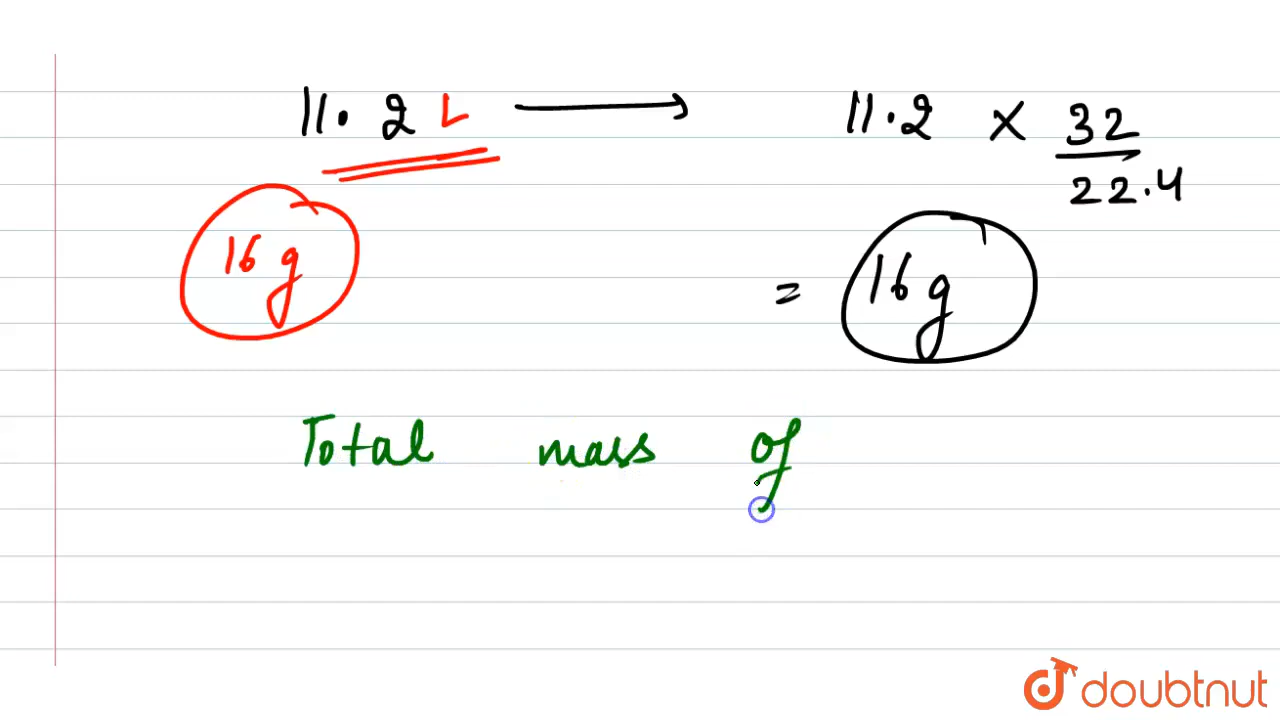 11.2 L ⟶ 11.2 × 32/22.4
16 g = 16 g
Total mass of
doubtnut